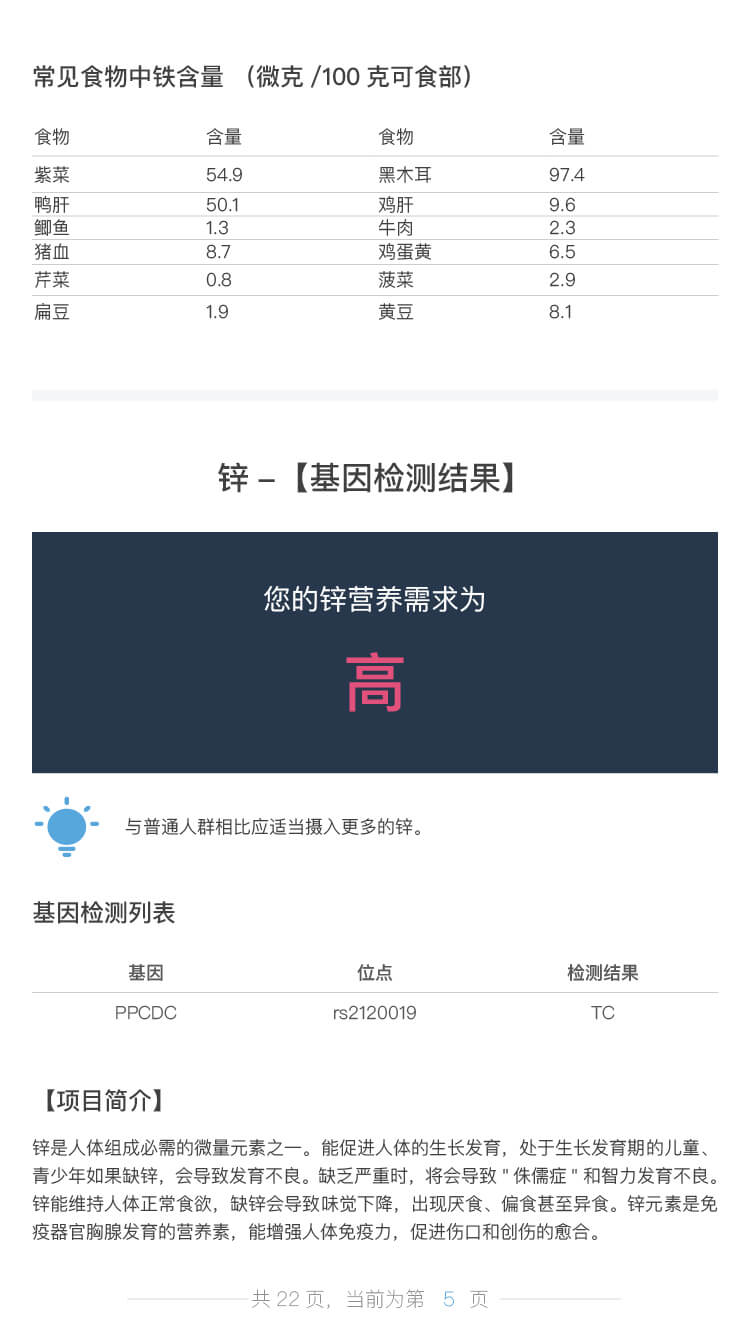 常见食物中铁含量 （微克 /100 克可食部）
食物 含量 食物 含量
紫菜 54.9 黑木耳 97.4
鸭肝 50.1 鸡肝 9.6
鲫鱼 1.3 牛肉 2.3
猪血 8.7 鸡蛋黄 6.5
芹菜 0.8 菠菜 2.9
扁豆 1.9 黄豆 8.1
锌 –【基因检测结果】
您的锌营养需求为
高
与普通人群相比应适当摄入更多的锌。
基因检测列表
基因 位点 检测结果
PPCDC rs2120019 TC
【项目简介】
锌是人体组成必需的微量元素之一。能促进人体的生长发育，处于生长发育期的儿童、
青少年如果缺锌，会导致发育不良。缺乏严重时，将会导致 " 侏儒症 " 和智力发育不良。
锌能维持人体正常食欲，缺锌会导致味觉下降，出现厌食、偏食甚至异食。锌元素是免
疫器官胸腺发育的营养素，能增强人体免疫力，促进伤口和创伤的愈合。
共 22 页，当前为第 5 页